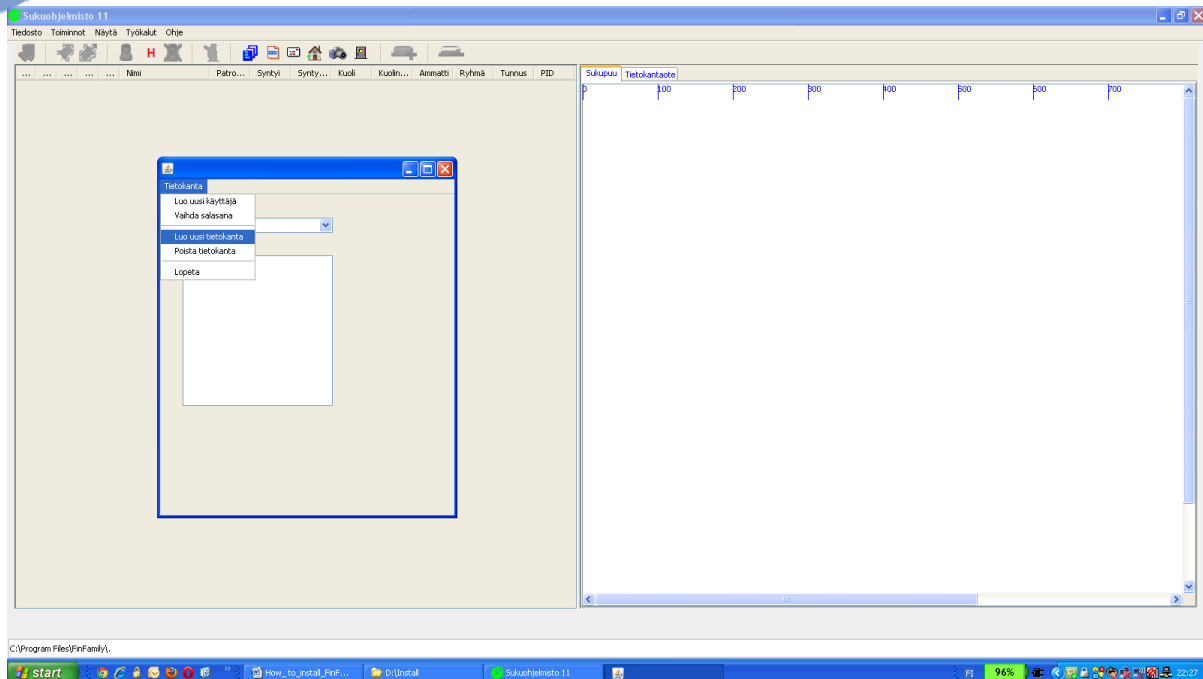 Sukuohjelmisto 11
Tiedosto Toiminnot Näytä Työkalut Ohje
H
... ... ... ... ... Nimi Patro... Syntyi Synty... Kuoli Kuolin... Ammatti Ryhmä Tunnus PID
Sukupuu Tietokantaote
0 100 200 300 400 500 600 700
Tietokanta
Luo uusi käyttäjä
Vaihda salasana
Luo uusi tietokanta
Poista tietokanta
Lopeta
C:\Program Files\FinFamily\.
start How_to_install_FinF... D:\Install Sukuohjelmisto 11 FI 96% 22:27